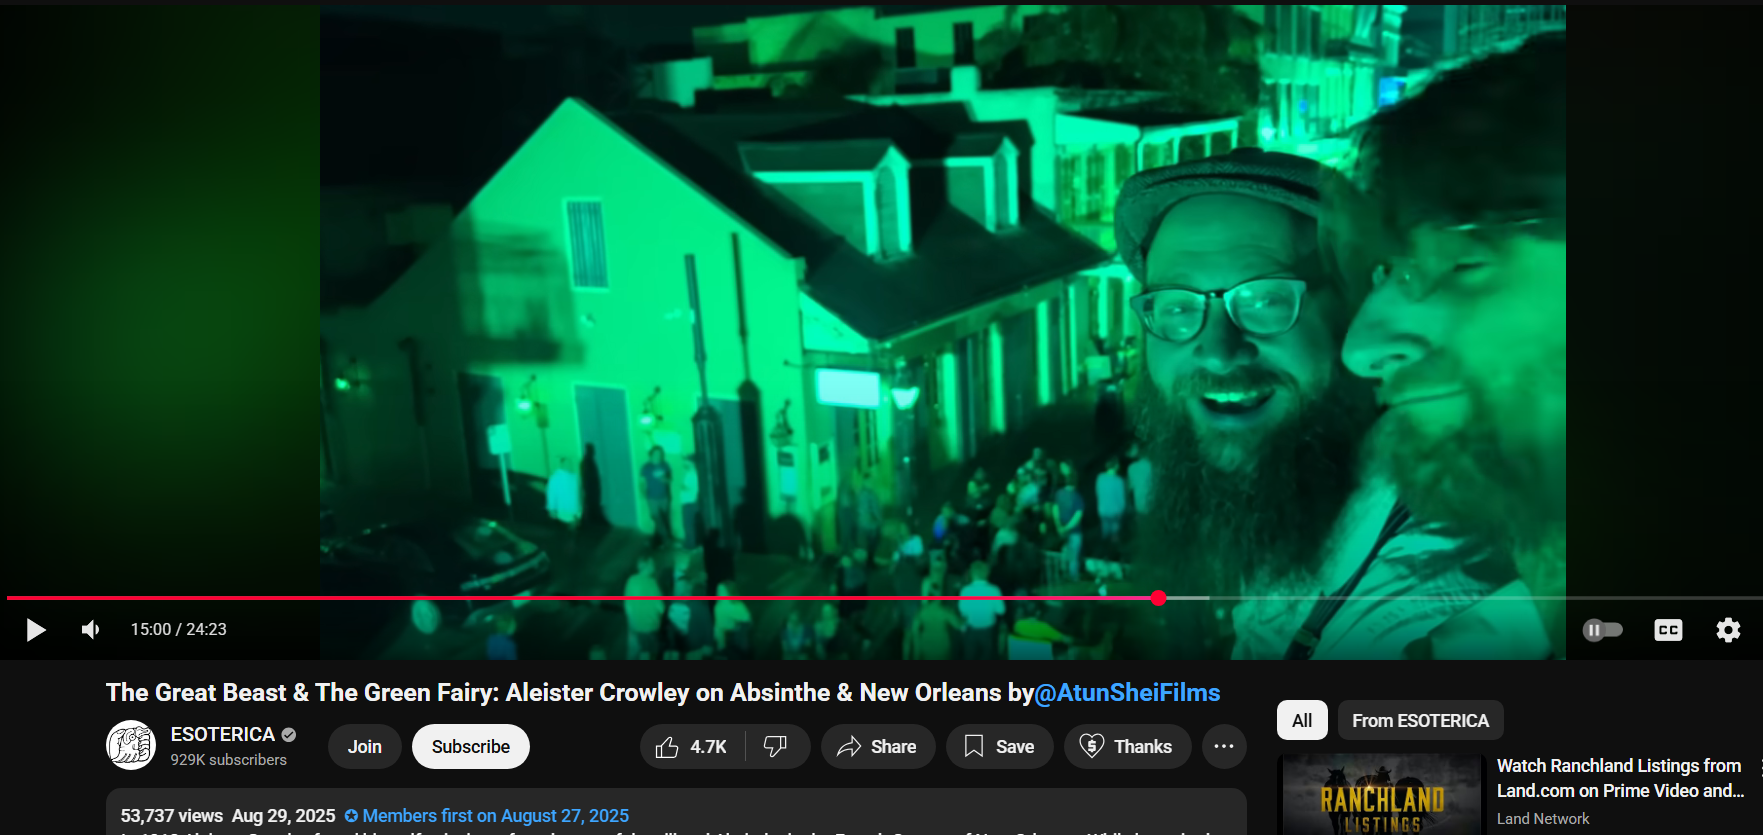 15:00 / 24:23
CC
The Great Beast & The Green Fairy: Aleister Crowley on Absinthe & New Orleans by@AtunSheiFilms
ESOTERICA
929K subscribers
Join
Subscribe
4.7K
Share
Save
Thanks
53,737 views Aug 29, 2025 Members first on August 27, 2025
All
From ESOTERICA
RANCHLAND
LISTINGS
Watch Ranchland Listings from
Land.com on Prime Video and...
Land Network